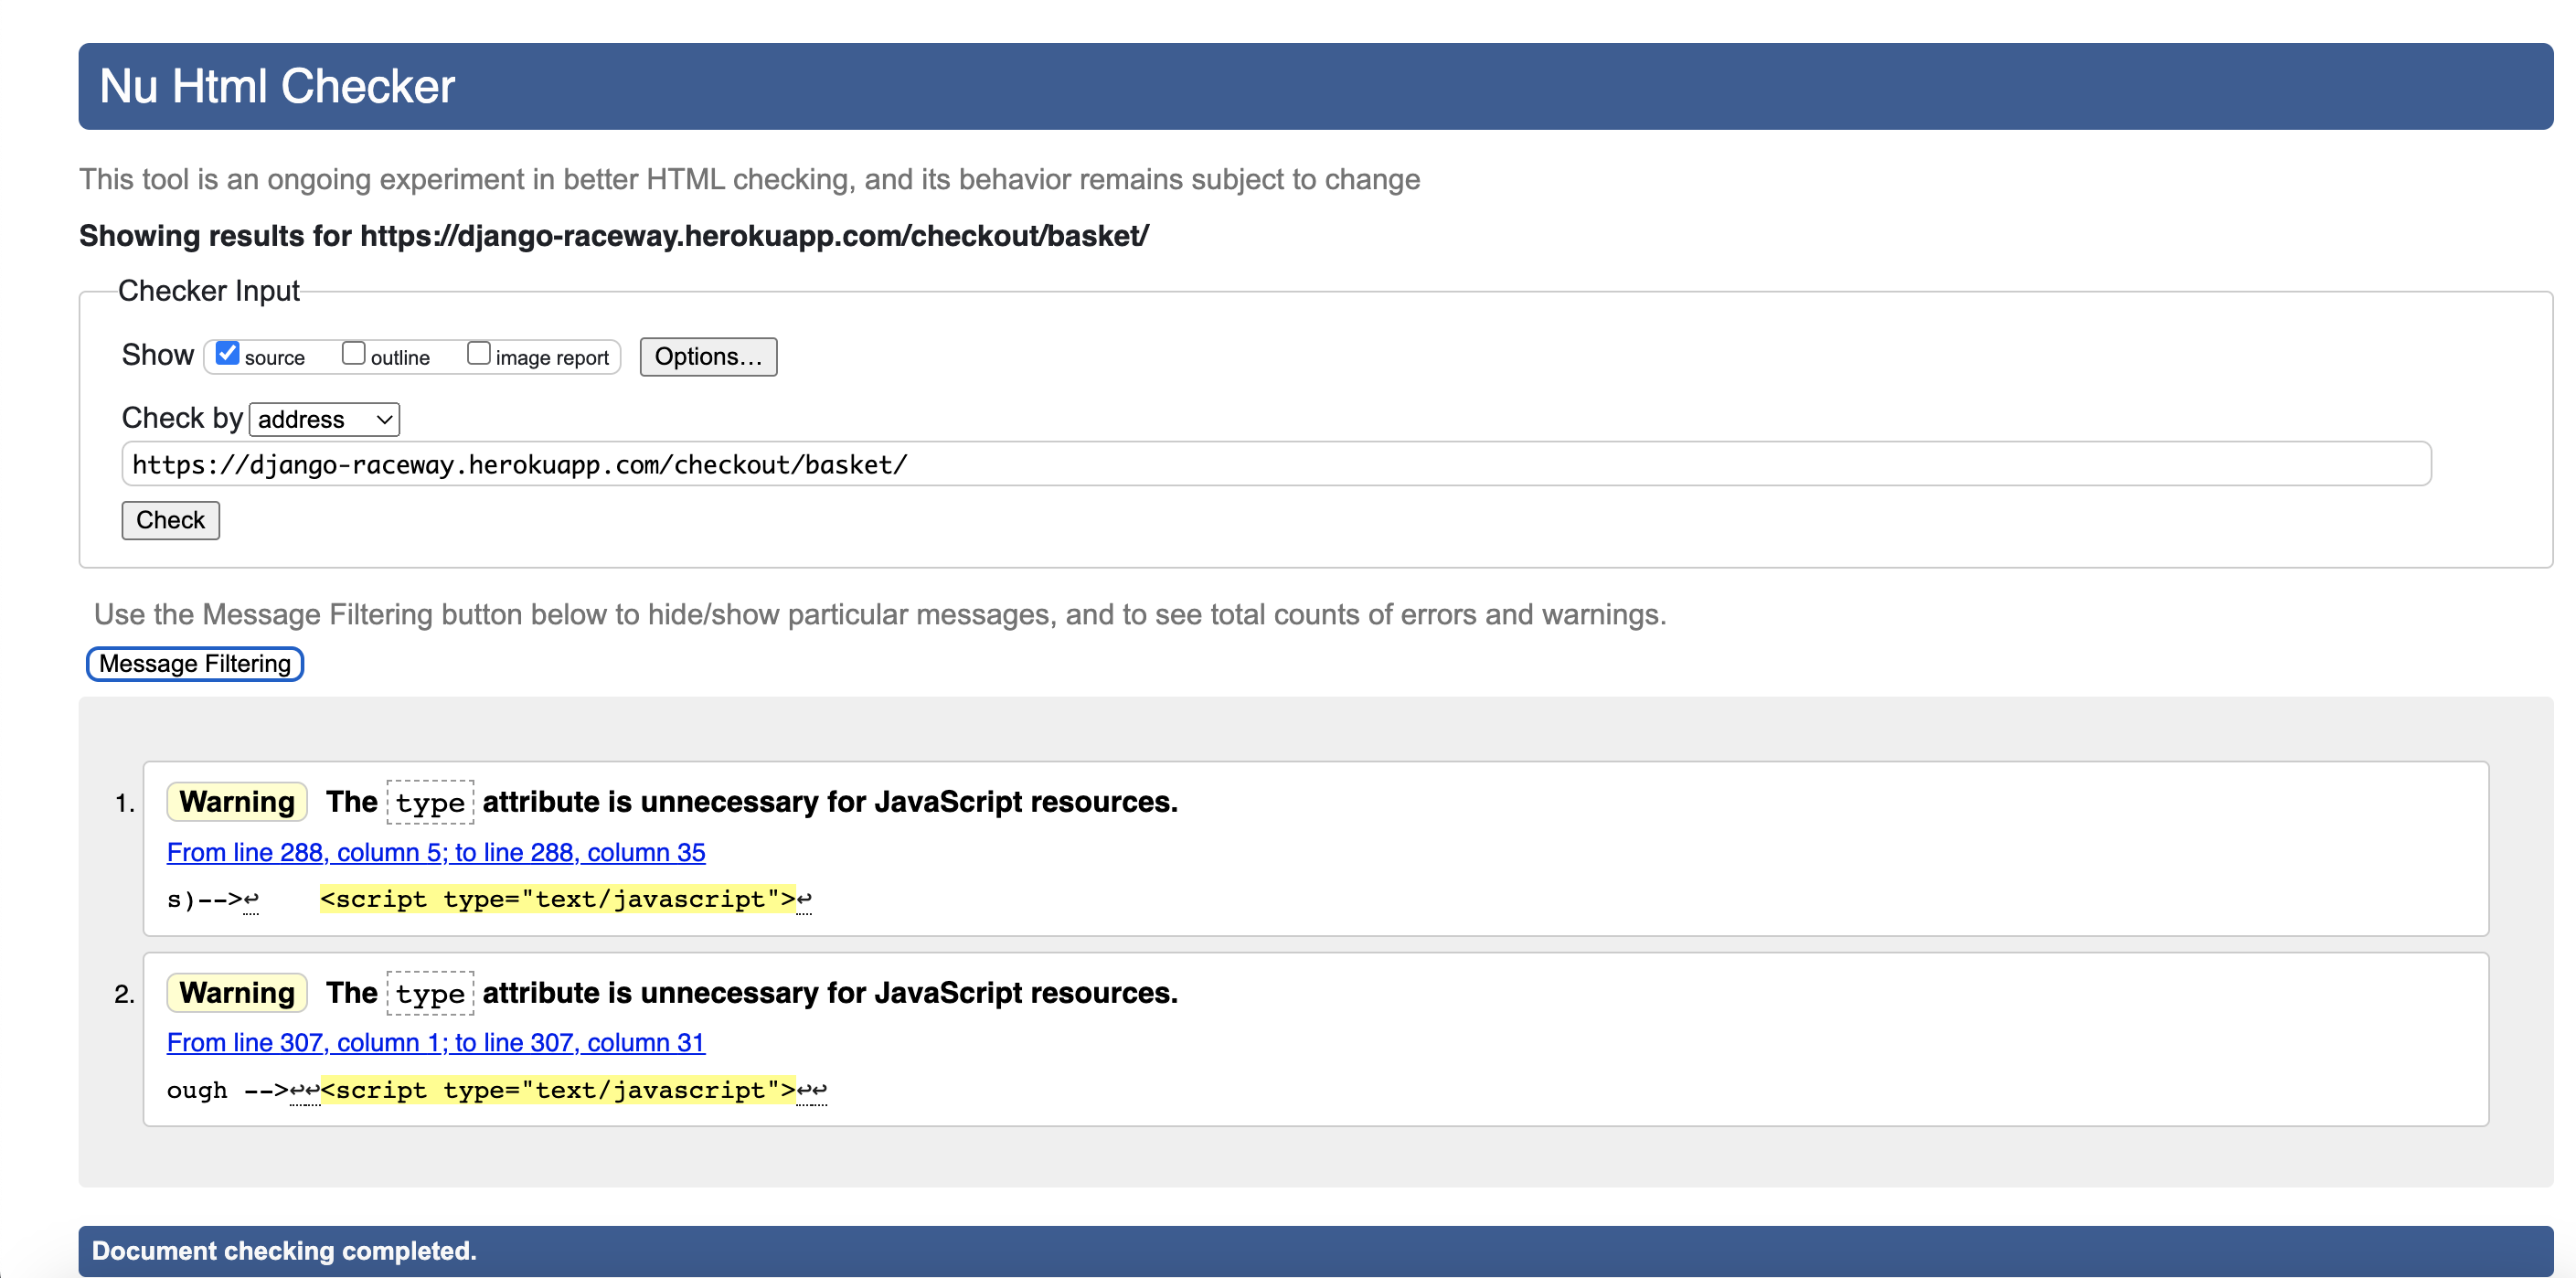 Nu Html Checker
This tool is an ongoing experiment in better HTML checking, and its behavior remains subject to change
Showing results for https://django-raceway.herokuapp.com/checkout/basket/
Checker Input
Show source outline image report Options...
Check by address
https://django-raceway.herokuapp.com/checkout/basket/
Check
Use the Message Filtering button below to hide/show particular messages, and to see total counts of errors and warnings.
Message Filtering
1. Warning The type attribute is unnecessary for JavaScript resources.
From line 288, column 5; to line 288, column 35
s)-->↩ <script type="text/javascript">↩
2. Warning The type attribute is unnecessary for JavaScript resources.
From line 307, column 1; to line 307, column 31
ough -->↩↩<script type="text/javascript">↩↩
Document checking completed.